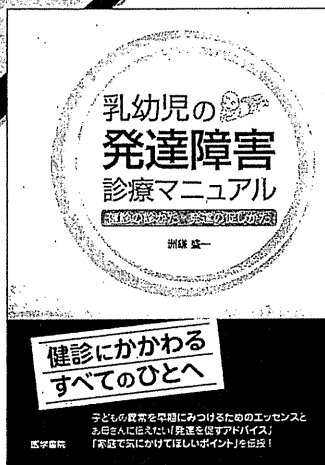 乳幼児の
発達障害
診療マニュアル
健診の診かた・発達の促しかた
洲鎌 盛一
健診にかかわる
すべてのひとへ
子どもの異常を早期にみつけるためのエッセンスと
お母さんに伝えたい「発達を促すアドバイス」
「家庭で気にかけてほしいポイント」を伝授!
医学書院